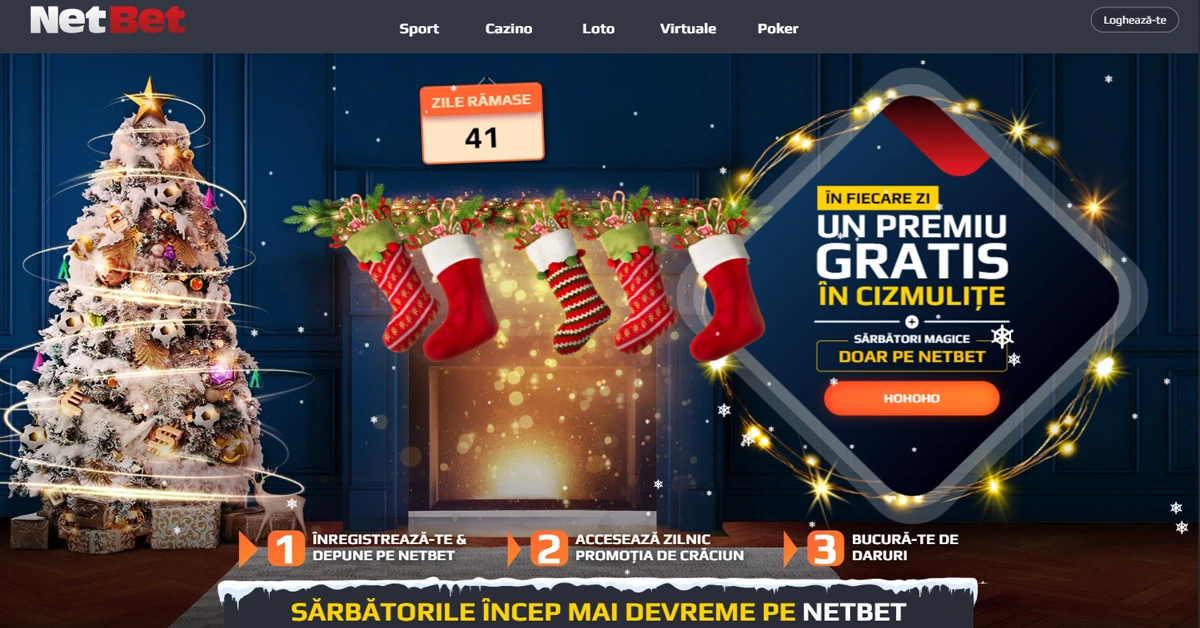 NetBet
Sport
Cazino
Loto
Virtuale
Poker
Loghează-te
ZILE RĂMASE
41
ÎN FIECARE ZI
UN PREMIU
GRATIS
ÎN CIZMULIȚE
SĂRBĂTORI MAGICE
DOAR PE NETBET
HOHOHO
1
ÎNREGISTREAZĂ-TE &
DEPUNE PE NETBET
2
ACCESEAZĂ ZILNIC
PROMOȚIA DE CRĂCIUN
3
BUCURĂ-TE DE
DARURI
SĂRBĂTORILE ÎNCEP MAI DEVREME PE NETBET